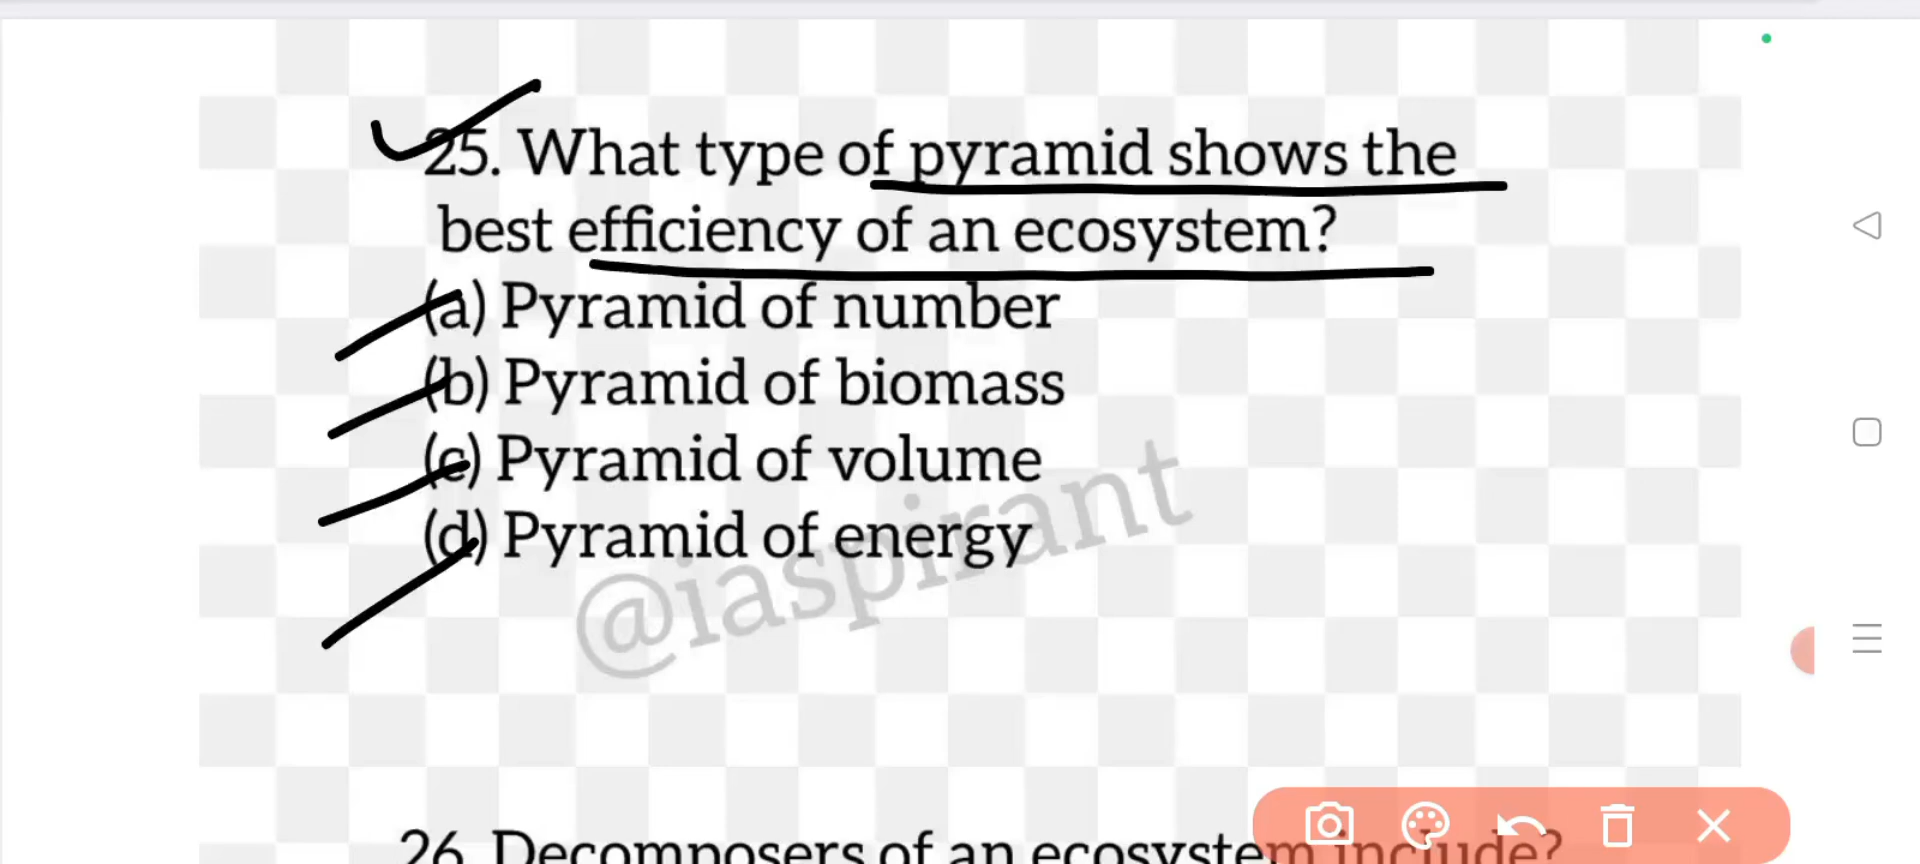 25. What type of pyramid shows the
best efficiency of an ecosystem?
(a) Pyramid of number
(b) Pyramid of biomass
(c) Pyramid of volume
(d) Pyramid of energy
@iaspirant
26. Decomposers of an ecosystem include?